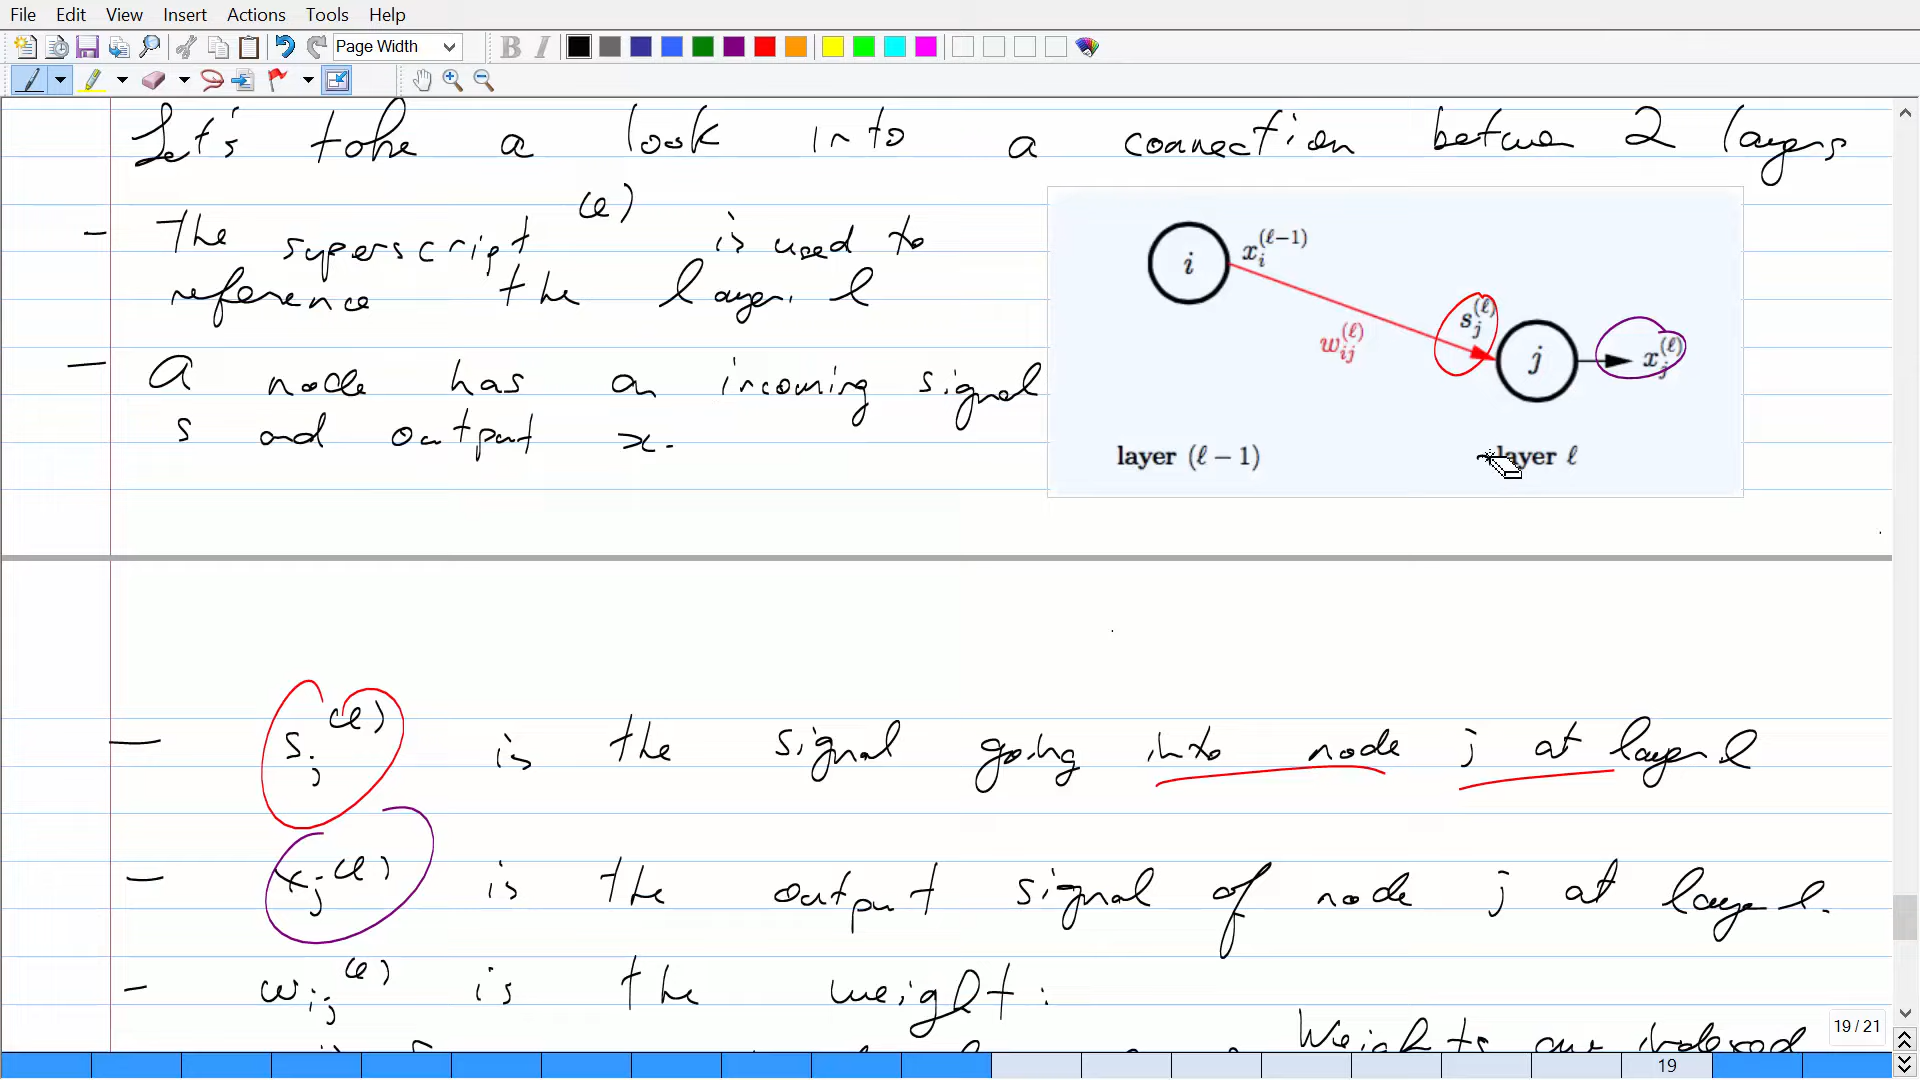 File Edit View Insert Actions Tools Help
Page Width
B I
Let's take a look into a connection between 2 layers
- The superscript (l) is used to
reference the layer l
- A node has an incoming signal
s and output x.
i x_i^(ℓ−1)
w_ij^(ℓ) s_j^(ℓ) j x_j^(ℓ)
layer (ℓ − 1) layer ℓ
- s_j^(l) is the signal going into node j at layer l
- x_j^(l) is the output signal of node j at layer l.
- w_ij^(l) is the weight:
Weights are indexed
19 / 21
19